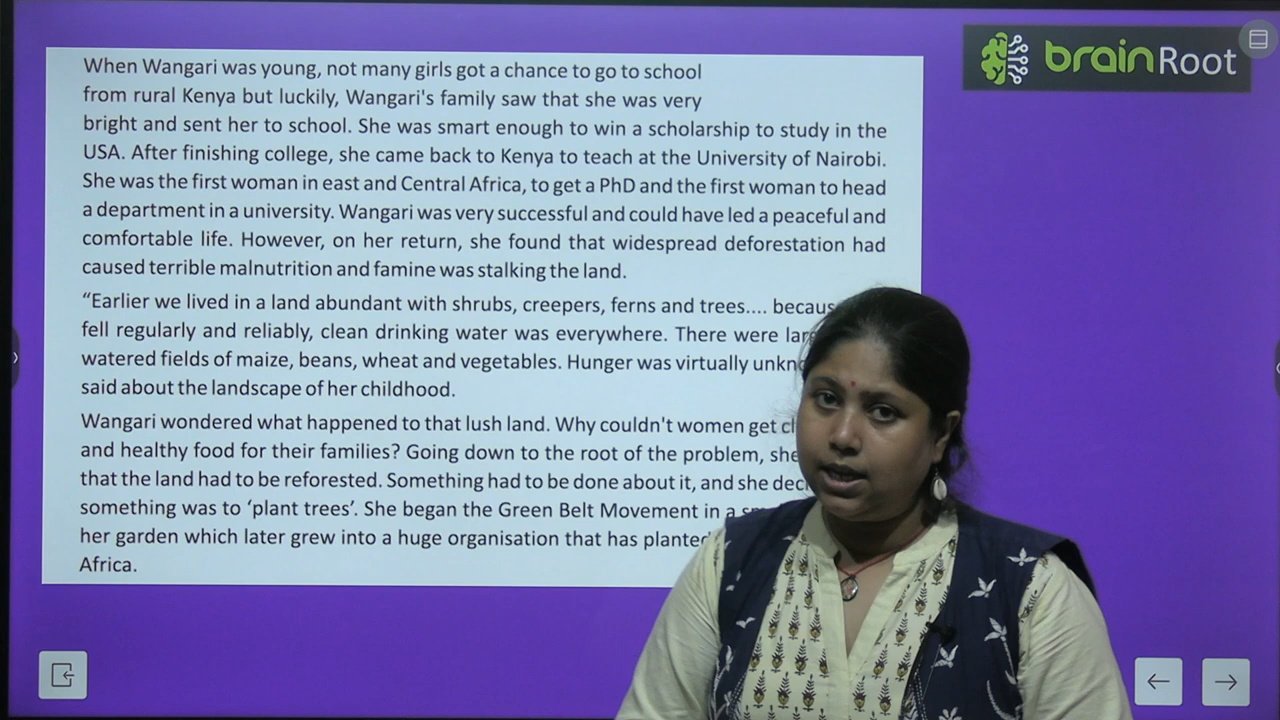 brainRoot
When Wangari was young, not many girls got a chance to go to school
from rural Kenya but luckily, Wangari's family saw that she was very
bright and sent her to school. She was smart enough to win a scholarship to study in the
USA. After finishing college, she came back to Kenya to teach at the University of Nairobi.
She was the first woman in east and Central Africa, to get a PhD and the first woman to head
a department in a university. Wangari was very successful and could have led a peaceful and
comfortable life. However, on her return, she found that widespread deforestation had
caused terrible malnutrition and famine was stalking the land.
“Earlier we lived in a land abundant with shrubs, creepers, ferns and trees....
fell regularly and reliably, clean drinking water was everywhere. There were
watered fields of maize, beans, wheat and vegetables. Hunger was virtually
said about the landscape of her childhood.
Wangari wondered what happened to that lush land. Why couldn't women get
and healthy food for their families? Going down to the root of the problem, she
that the land had to be reforested. Something had to be done about it, and she
something was to ‘plant trees’. She began the Green Belt Movement in a
her garden which later grew into a huge organisation that has planted
Africa.